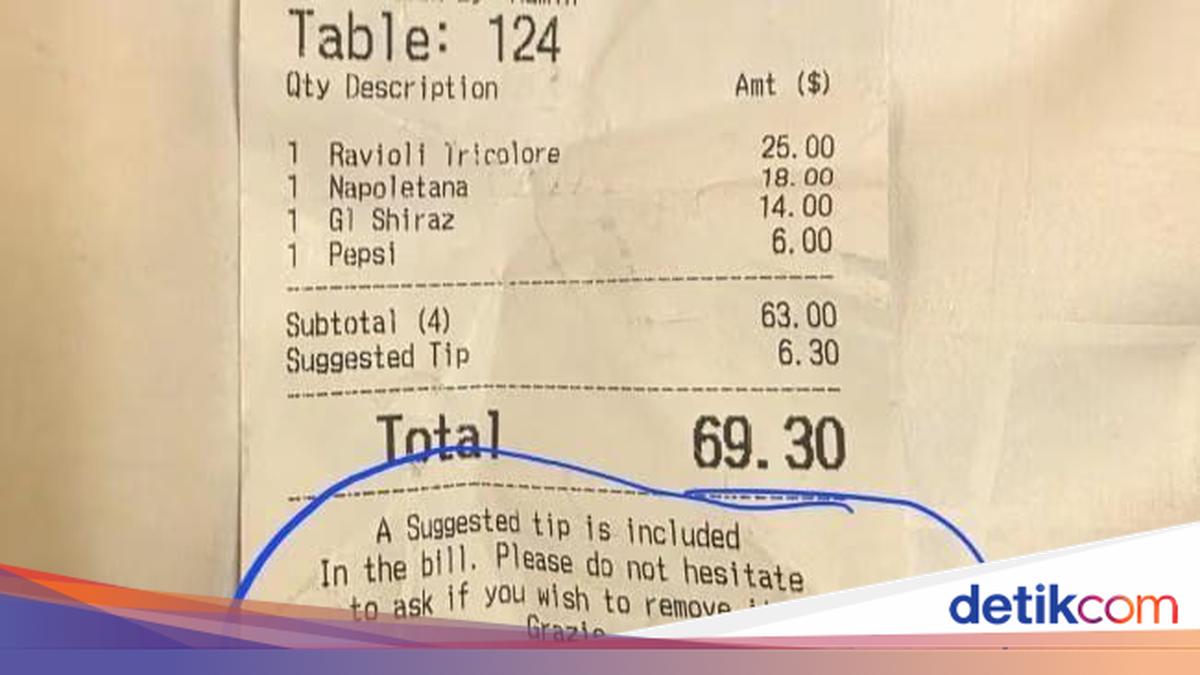 Table: 124
Qty Description Amt ($)
1 Ravioli Tricolore 25.00
1 Napoletana 18.00
1 Gl Shiraz 14.00
1 Pepsi 6.00
Subtotal (4) 63.00
Suggested Tip 6.30
Total 69.30
A Suggested tip is included
In the bill. Please do not hesitate
to ask if you wish to remove
Grazie
detikcom